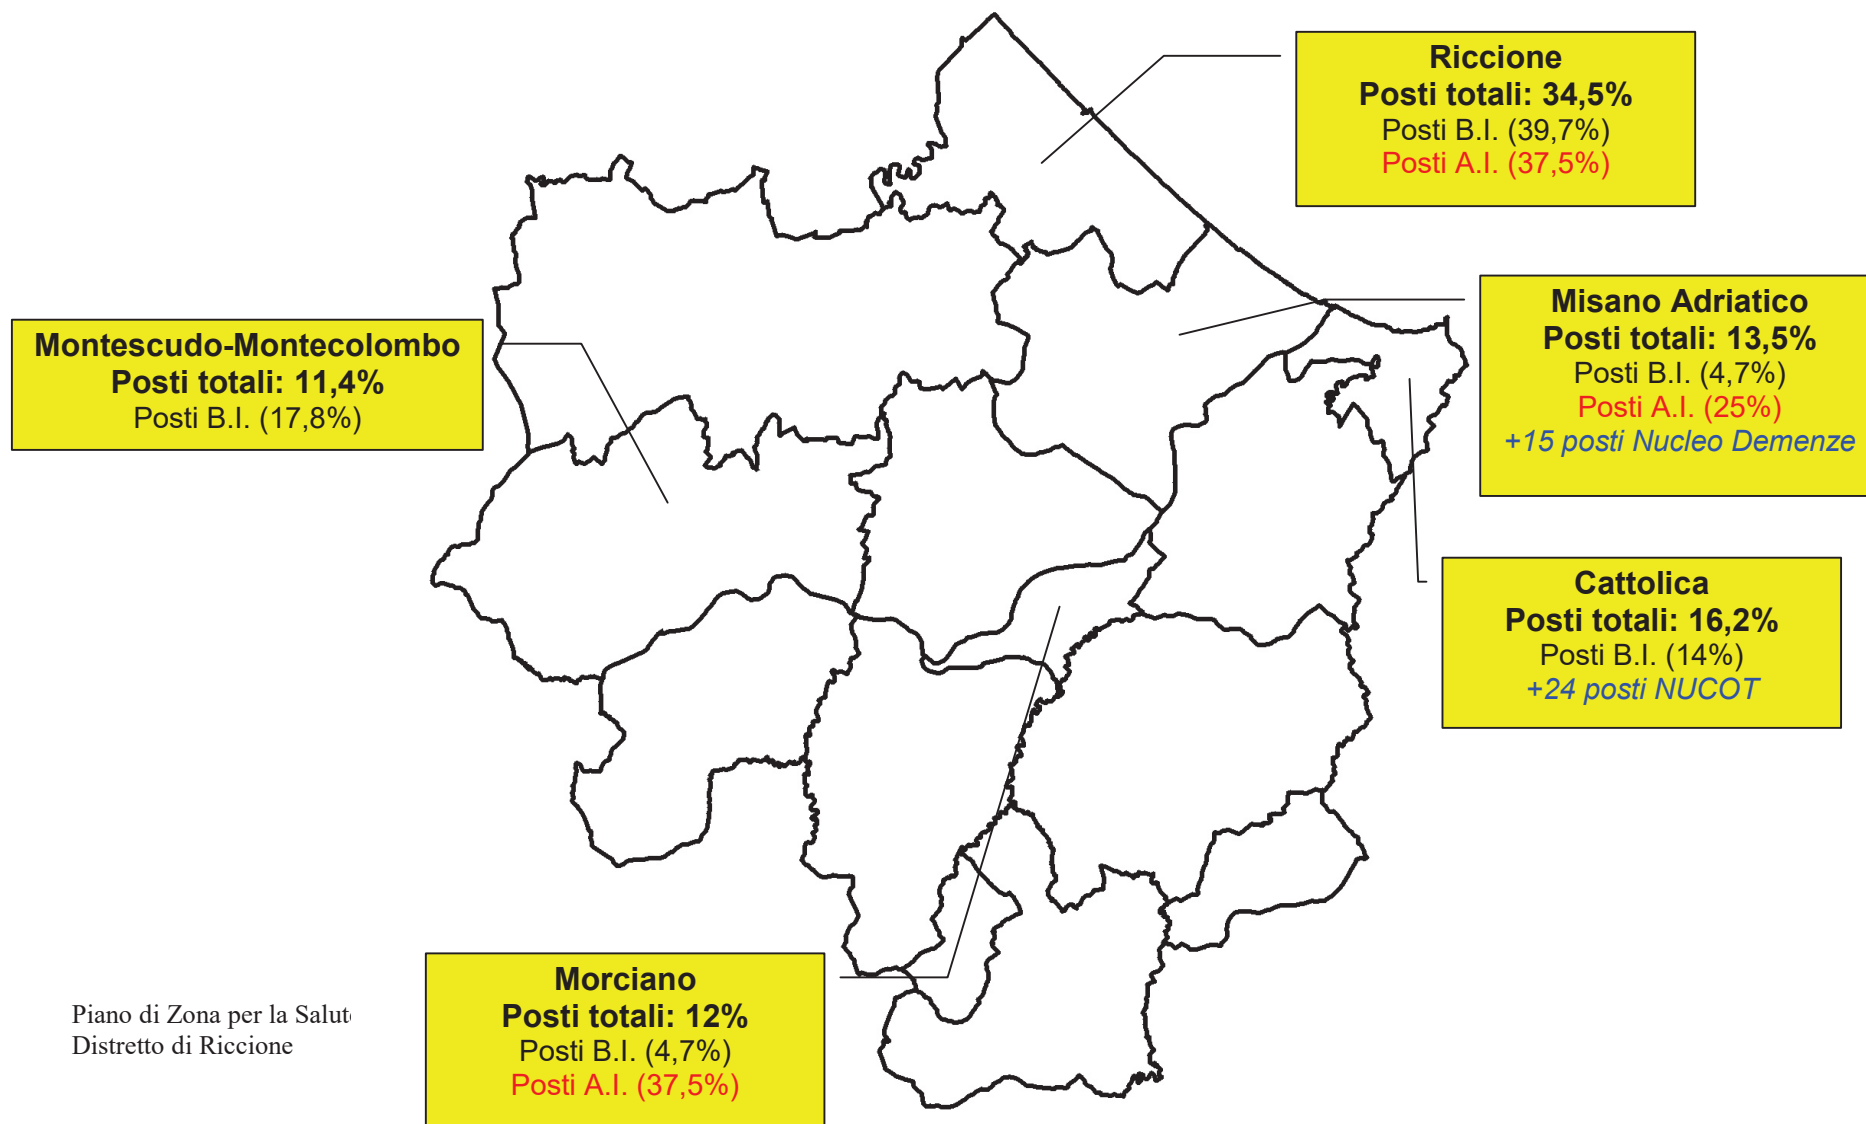 Riccione
Posti totali: 34,5%
Posti B.I. (39,7%)
Posti A.I. (37,5%)
Misano Adriatico
Posti totali: 13,5%
Posti B.I. (4,7%)
Posti A.I. (25%)
+15 posti Nucleo Demenze
Montescudo-Montecolombo
Posti totali: 11,4%
Posti B.I. (17,8%)
Cattolica
Posti totali: 16,2%
Posti B.I. (14%)
+24 posti NUCOT
Morciano
Posti totali: 12%
Posti B.I. (4,7%)
Posti A.I. (37,5%)
Piano di Zona per la Salut
Distretto di Riccione